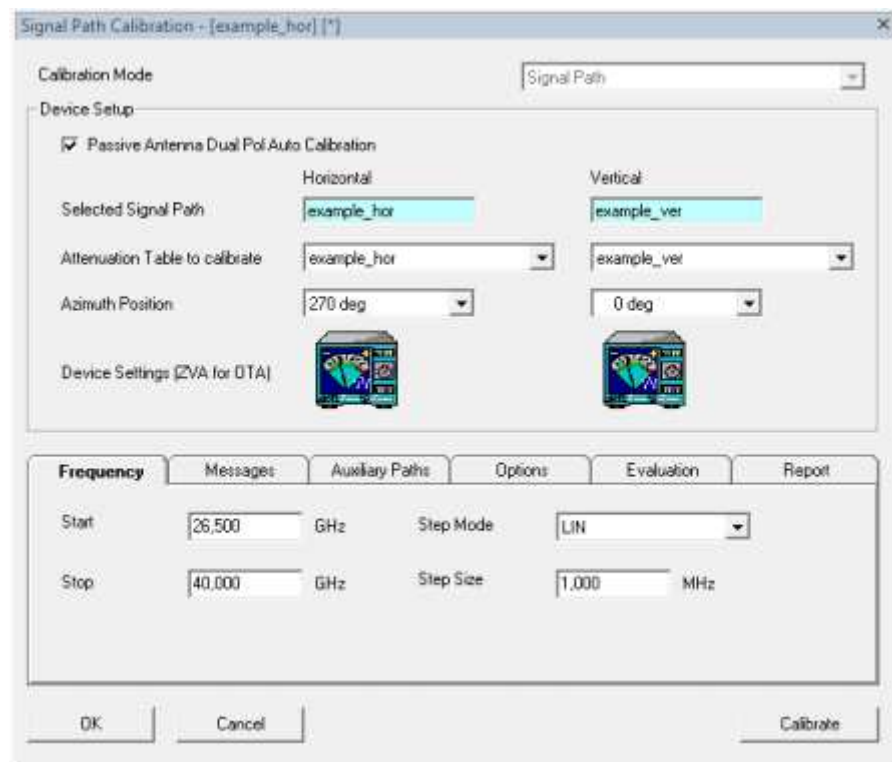 Signal Path Calibration - [example_hor] [*]
Calibration Mode Signal Path
Device Setup
Passive Antenna Dual Pol Auto Calibration
Horizontal Vertical
Selected Signal Path example_hor example_ver
Attenuation Table to calibrate example_hor example_ver
Azimuth Position 270 deg 0 deg
Device Settings (ZVA for OTA)
Frequency Messages Auxiliary Paths Options Evaluation Report
Start 26,500 GHz Step Mode LIN
Stop 40,000 GHz Step Size 1,000 MHz
OK Cancel Calibrate